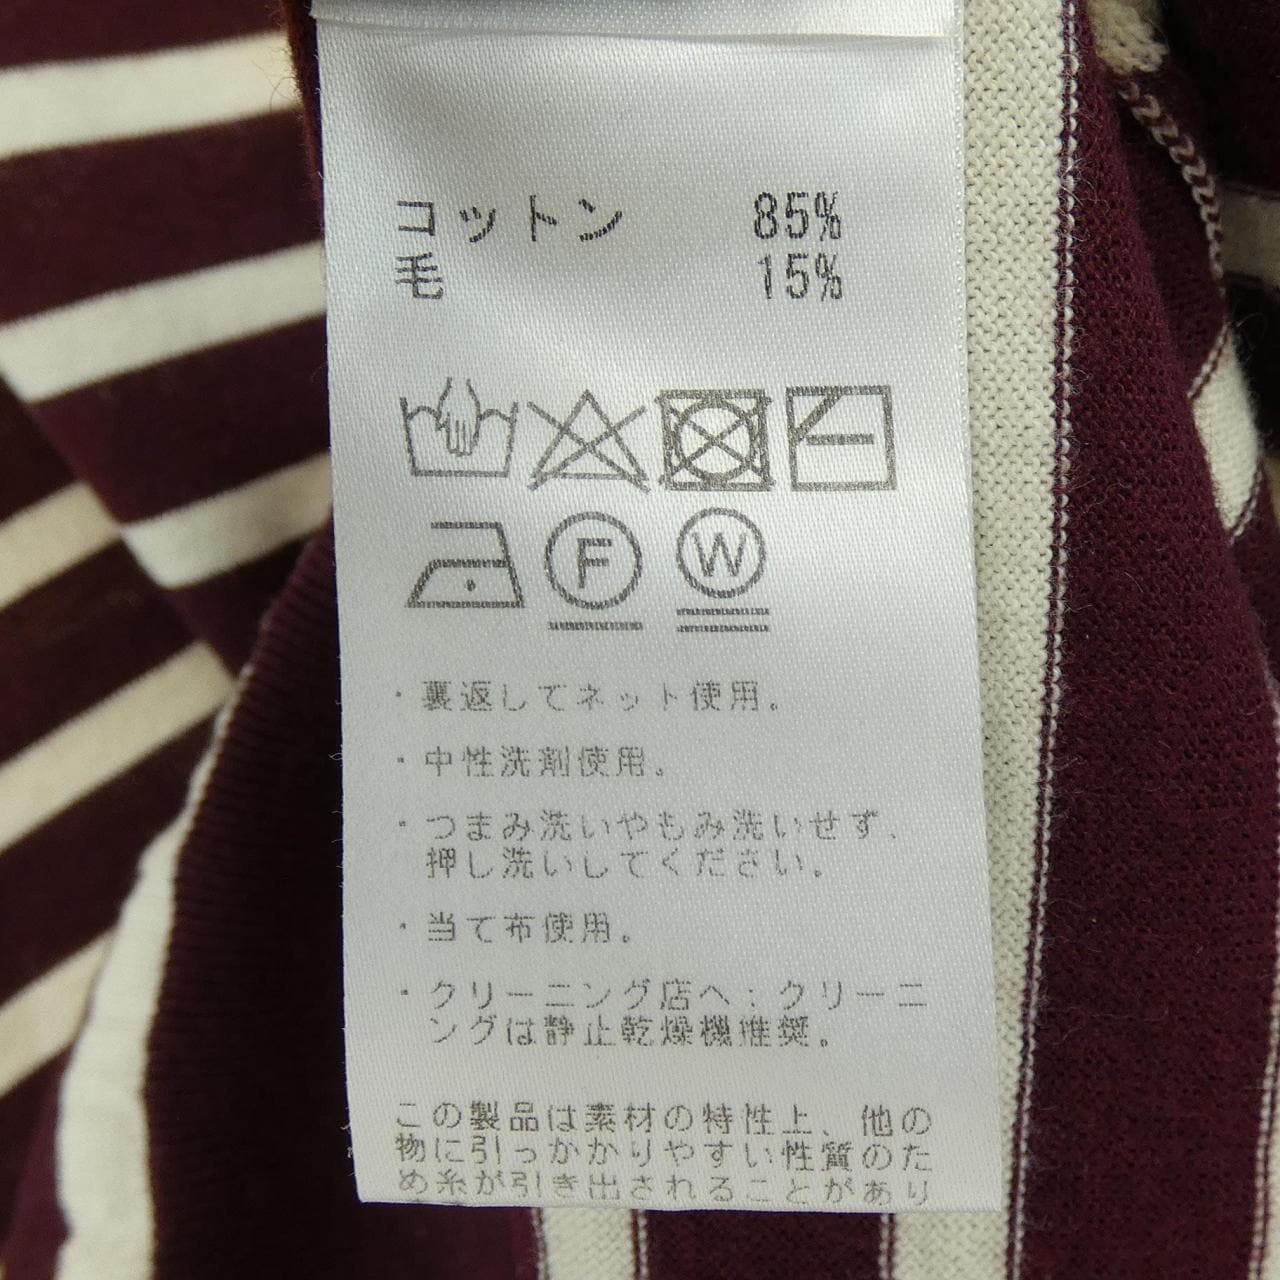 コットン 85%
毛 15%
F W
・裏返してネット使用。
・中性洗剤使用。
・つまみ洗いやもみ洗いせず、
押し洗いしてください。
・当て布使用。
・クリーニング店へ：クリーニ
ングは静止乾燥機推奨。
この製品は素材の特性上、他の
物に引っかかりやすい性質のた
め糸が引き出されることがあり